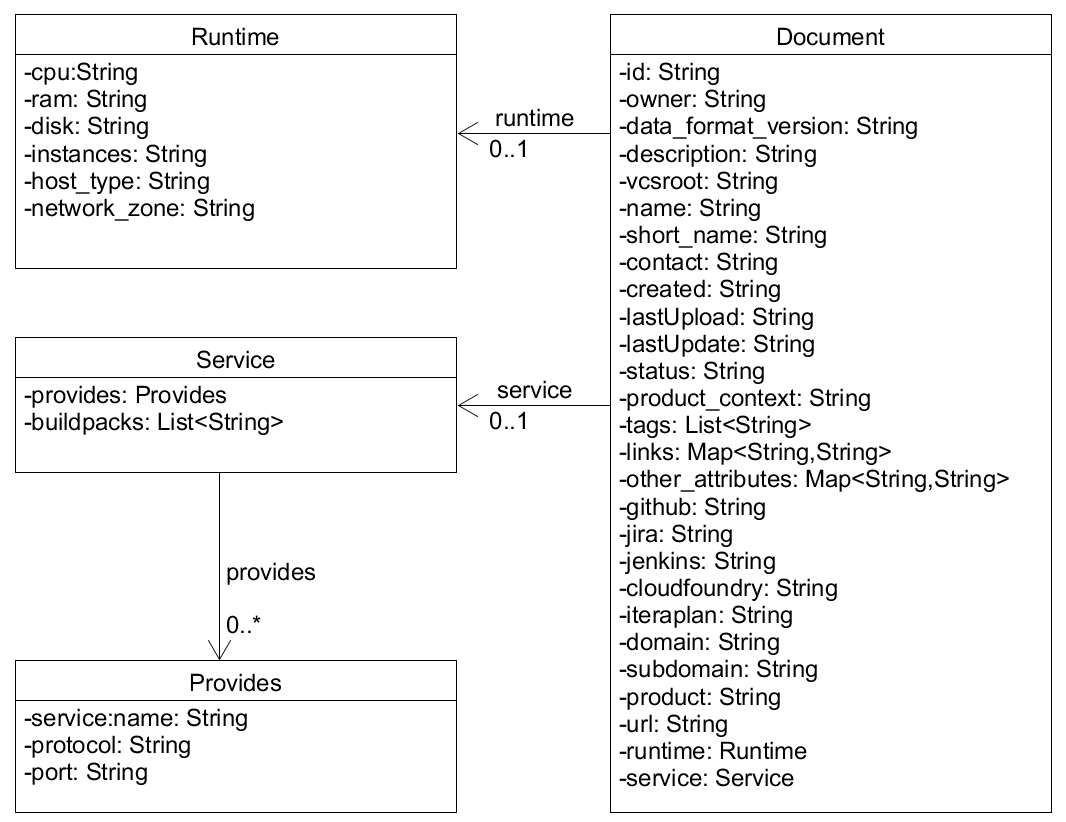 Runtime
-cpu:String
-ram: String
-disk: String
-instances: String
-host_type: String
-network_zone: String
runtime
0..1
Document
-id: String
-owner: String
-data_format_version: String
-description: String
-vcsroot: String
-name: String
-short_name: String
-contact: String
-created: String
-lastUpload: String
-lastUpdate: String
-status: String
-product_context: String
-tags: List<String>
-links: Map<String,String>
-other_attributes: Map<String,String>
-github: String
-jira: String
-jenkins: String
-cloudfoundry: String
-iteraplan: String
-domain: String
-subdomain: String
-product: String
-url: String
-runtime: Runtime
-service: Service
Service
-provides: Provides
-buildpacks: List<String>
service
0..1
provides
0..*
Provides
-service:name: String
-protocol: String
-port: String